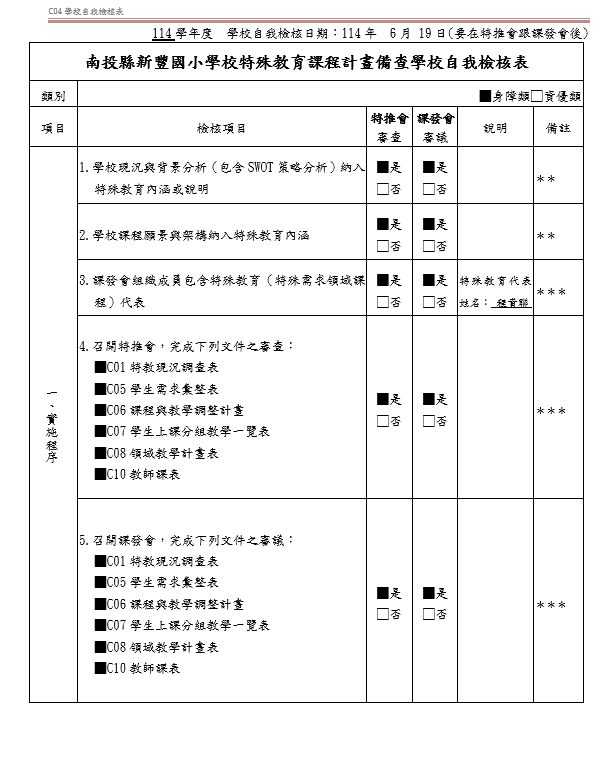 C04 學校自我檢核表
114 學年度 學校自我檢核日期：114 年 6 月 19 日(要在特推會跟課發會後)
南投縣新豐國小學校特殊教育課程計畫備查學校自我檢核表
類別 ■身障類□資優類
項目 檢核項目 特推會 課發會 說明 備註
審查 審議
一、實施程序
1.學校現況與背景分析（包含 SWOT 策略分析）納入 ■是 ■是
特殊教育內涵或說明 □否 □否 **
2.學校課程願景與架構納入特殊教育內涵 ■是 ■是
□否 □否 **
3.課發會組織成員包含特殊教育（特殊需求領域課 ■是 ■是 特殊教育代表
程）代表 □否 □否 姓名：程晉聯 ***
4.召開特推會，完成下列文件之審查：
■C01 特教現況調查表
■C05 學生需求彙整表 ■是 ■是
■C06 課程與教學調整計畫 □否 □否 ***
■C07 學生上課分組教學一覽表
■C08 領域教學計畫表
■C10 教師課表
5.召開課發會，完成下列文件之審議：
■C01 特教現況調查表
■C05 學生需求彙整表 ■是 ■是
■C06 課程與教學調整計畫 □否 □否 ***
■C07 學生上課分組教學一覽表
■C08 領域教學計畫表
■C10 教師課表